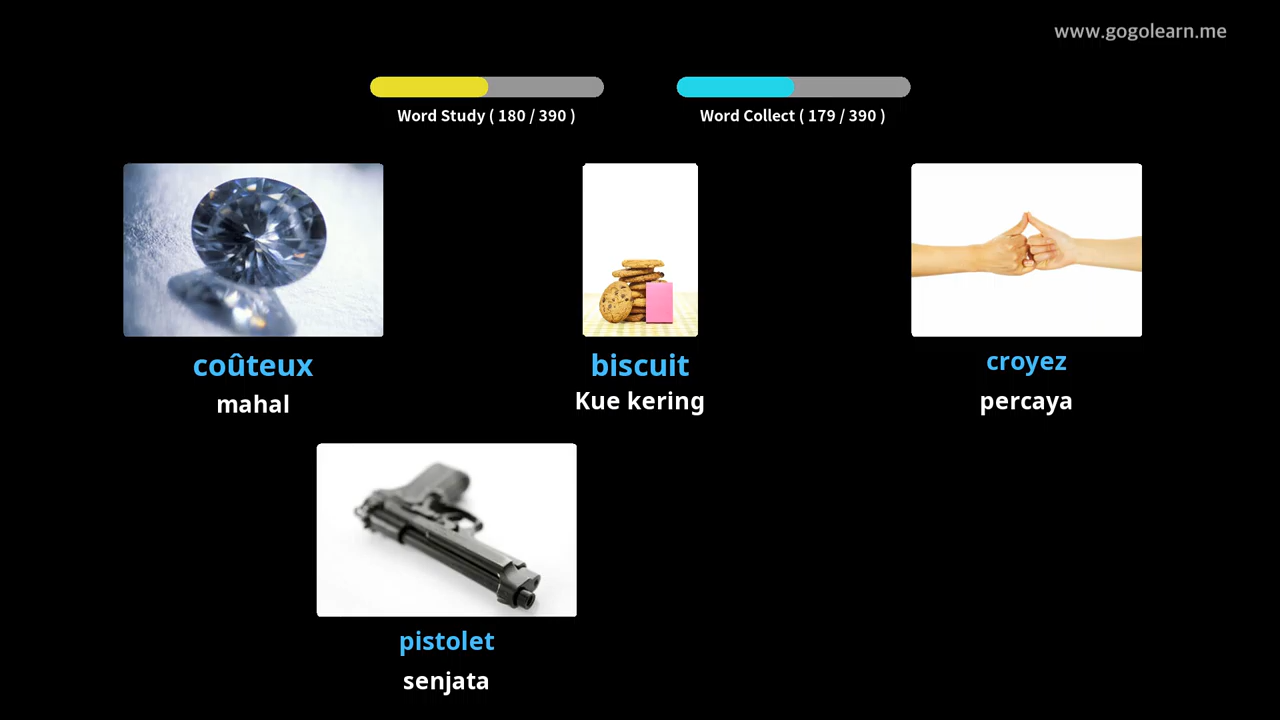 www.gogolearn.me
Word Study ( 180 / 390 )
Word Collect ( 179 / 390 )
coûteux
mahal
biscuit
Kue kering
croyez
percaya
pistolet
senjata